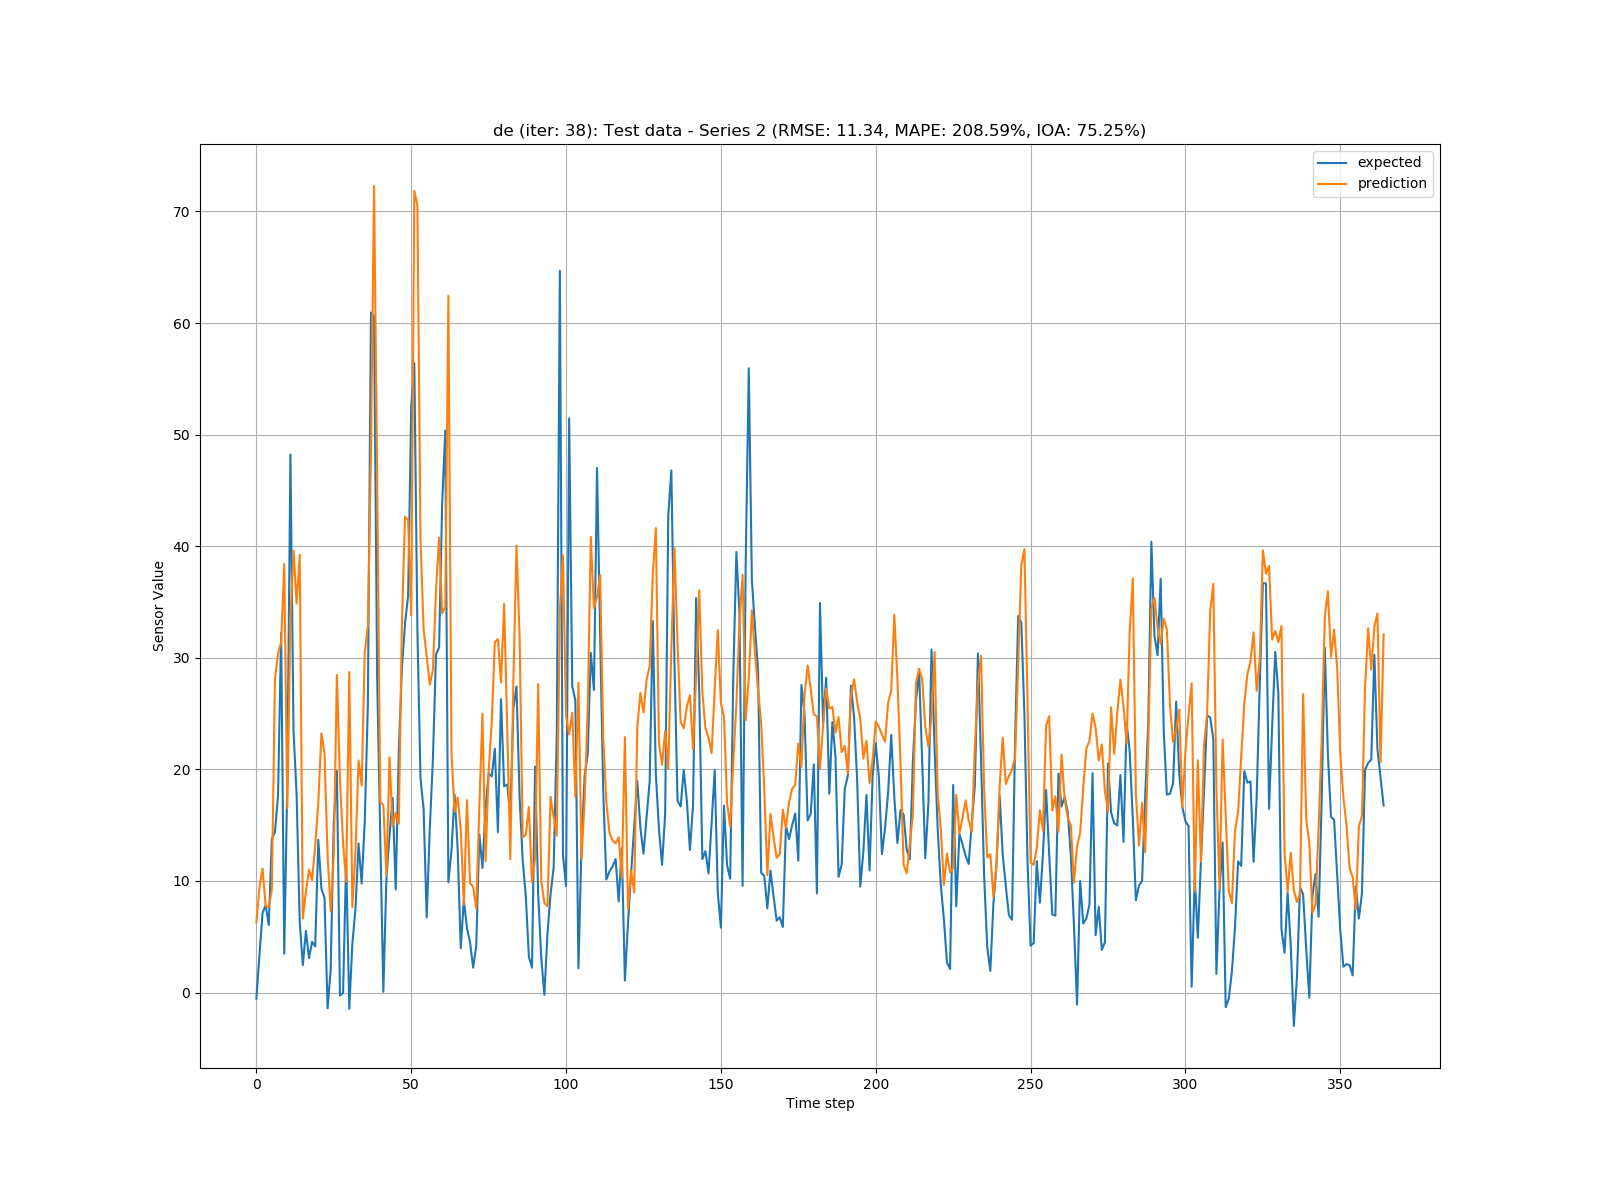 de (iter: 38): Test data - Series 2 (RMSE: 11.34, MAPE: 208.59%, IOA: 75.25%)
expected
prediction
70
60
50
40
30
20
10
0
Sensor Value
0 50 100 150 200 250 300 350
Time step